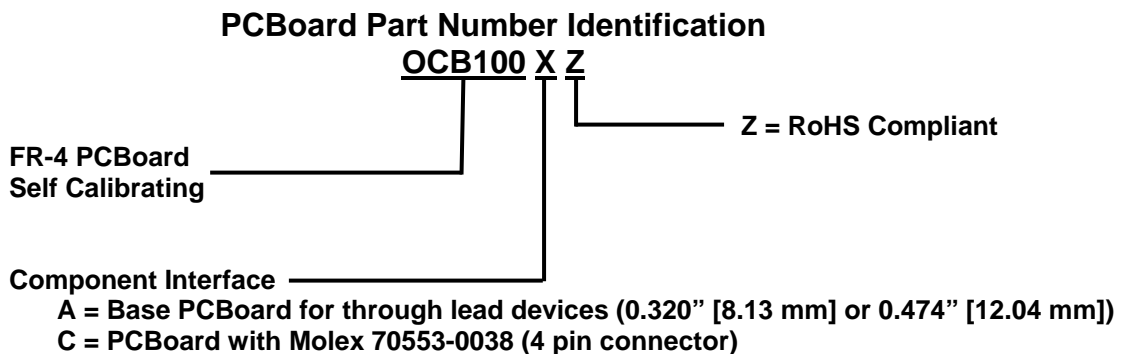 PCBoard Part Number Identification
OCB100 X Z
Z = RoHS Compliant
FR-4 PCBoard
Self Calibrating
Component Interface
A = Base PCBoard for through lead devices (0.320” [8.13 mm] or 0.474” [12.04 mm])
C = PCBoard with Molex 70553-0038 (4 pin connector)